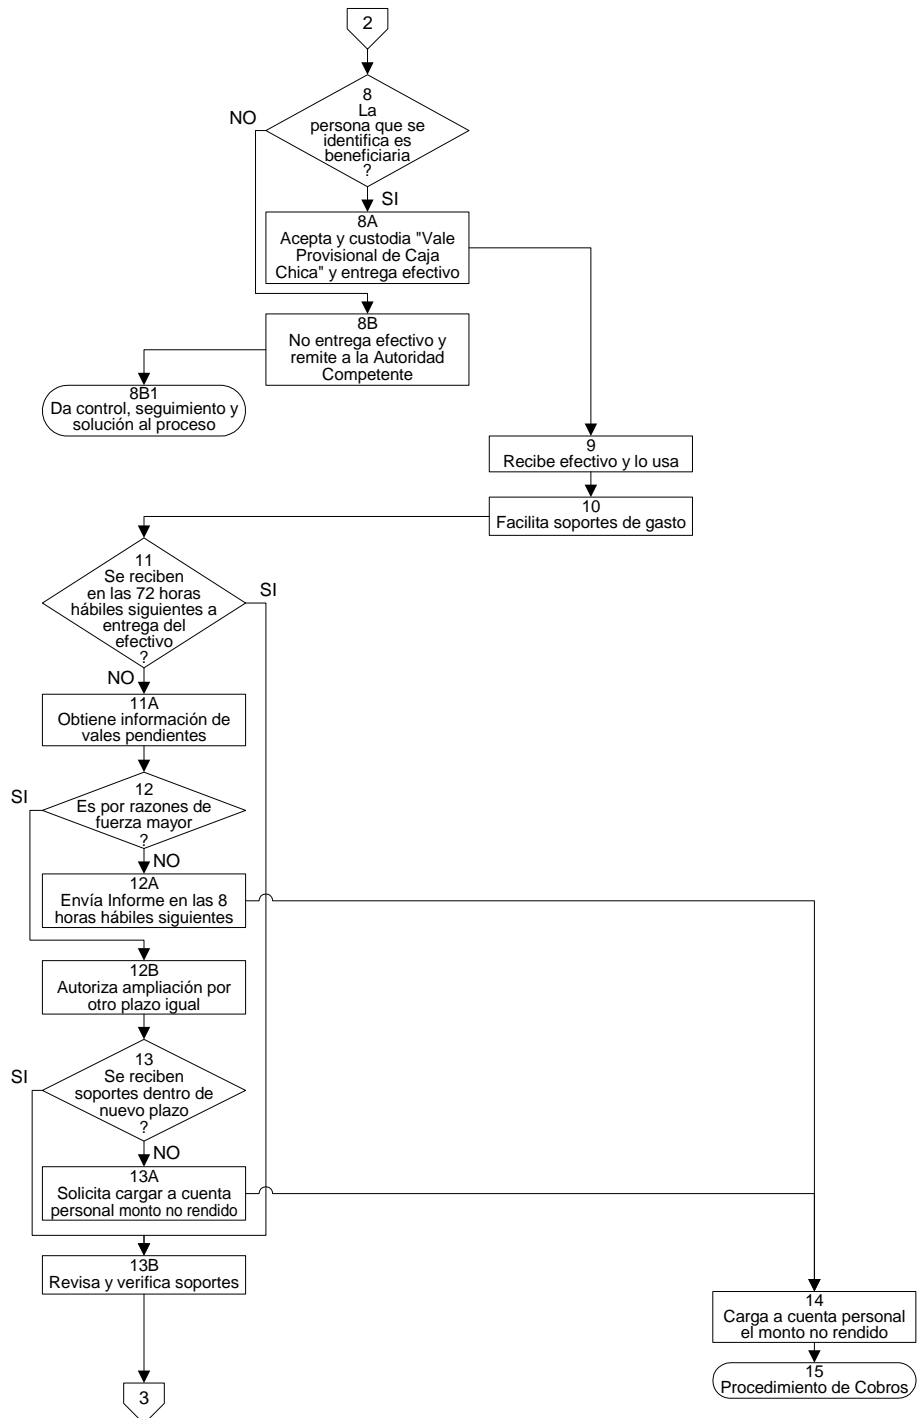 2
8
La
persona que se
identifica es
beneficiaria
?
NO
SI
8A
Acepta y custodia "Vale
Provisional de Caja
Chica" y entrega efectivo
8B
No entrega efectivo y
remite a la Autoridad
Competente
8B1
Da control, seguimiento y
solución al proceso
9
Recibe efectivo y lo usa
10
Facilita soportes de gasto
11
Se reciben
en las 72 horas
hábiles siguientes a
entrega del
efectivo
?
SI
NO
11A
Obtiene información de
vales pendientes
12
Es por razones de
fuerza mayor
?
SI
NO
12A
Envía Informe en las 8
horas hábiles siguientes
12B
Autoriza ampliación por
otro plazo igual
13
Se reciben
soportes dentro de
nuevo plazo
?
SI
NO
13A
Solicita cargar a cuenta
personal monto no rendido
13B
Revisa y verifica soportes
14
Carga a cuenta personal
el monto no rendido
15
Procedimiento de Cobros
3